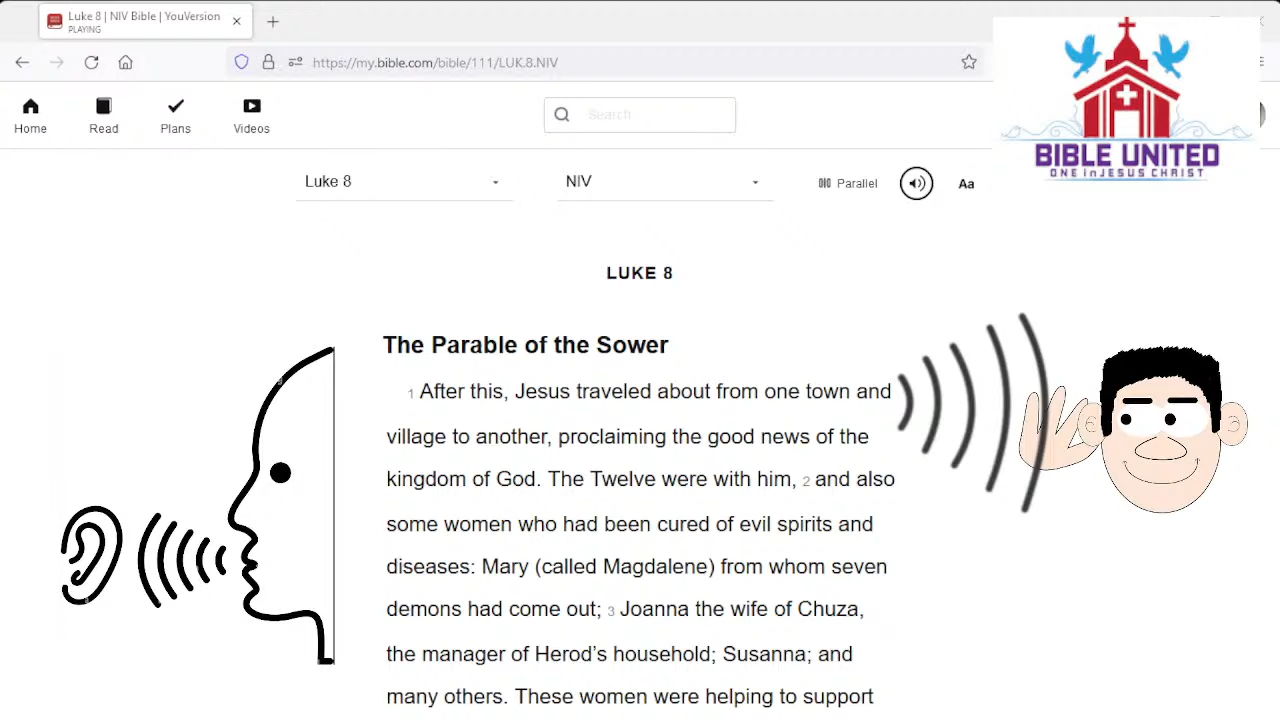 Luke 8 | NIV Bible | YouVersion
PLAYING
https://my.bible.com/bible/111/LUK.8.NIV
Home
Read
Plans
Videos
Search
BIBLE UNITED
ONE in JESUS CHRIST
Luke 8
NIV
Parallel
Aa
LUKE 8
The Parable of the Sower
1 After this, Jesus traveled about from one town and
village to another, proclaiming the good news of the
kingdom of God. The Twelve were with him, 2 and also
some women who had been cured of evil spirits and
diseases: Mary (called Magdalene) from whom seven
demons had come out; 3 Joanna the wife of Chuza,
the manager of Herod’s household; Susanna; and
many others. These women were helping to support